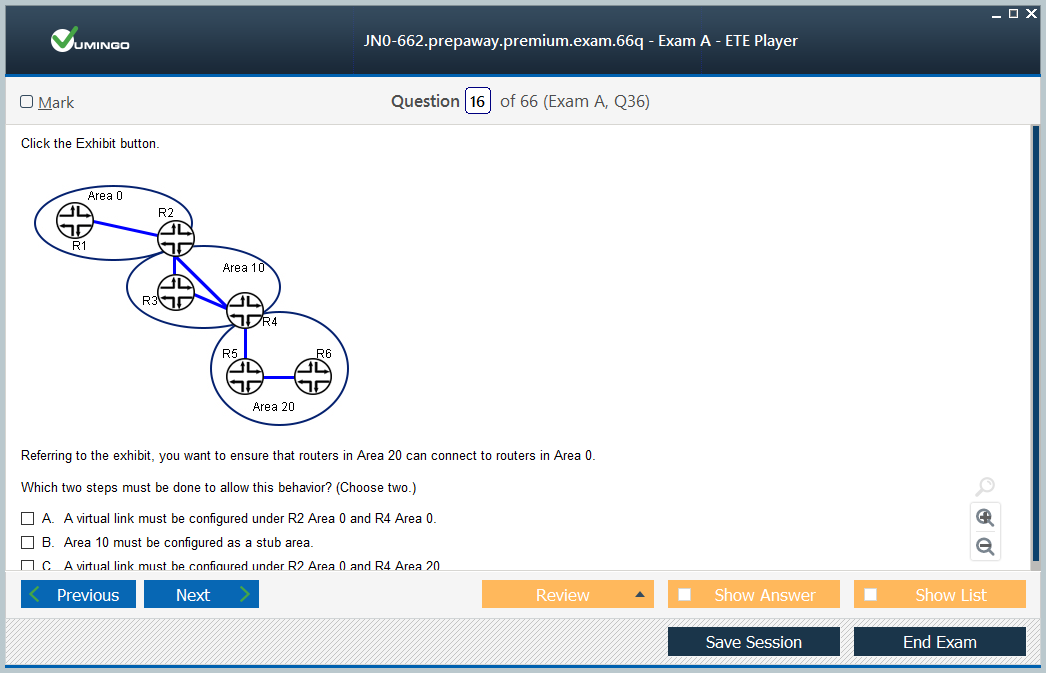 VUMINGO
JN0-662.prepaway.premium.exam.66q - Exam A - ETE Player
Mark
Question 16 of 66 (Exam A, Q36)
Click the Exhibit button.
Area 0
R2
R1
Area 10
R3
R4
R5
R6
Area 20
Referring to the exhibit, you want to ensure that routers in Area 20 can connect to routers in Area 0.
Which two steps must be done to allow this behavior? (Choose two.)
A. A virtual link must be configured under R2 Area 0 and R4 Area 0.
B. Area 10 must be configured as a stub area.
C. A virtual link must be configured under R2 Area 0 and R4 Area 20.
Previous
Next
Review
Show Answer
Show List
Save Session
End Exam